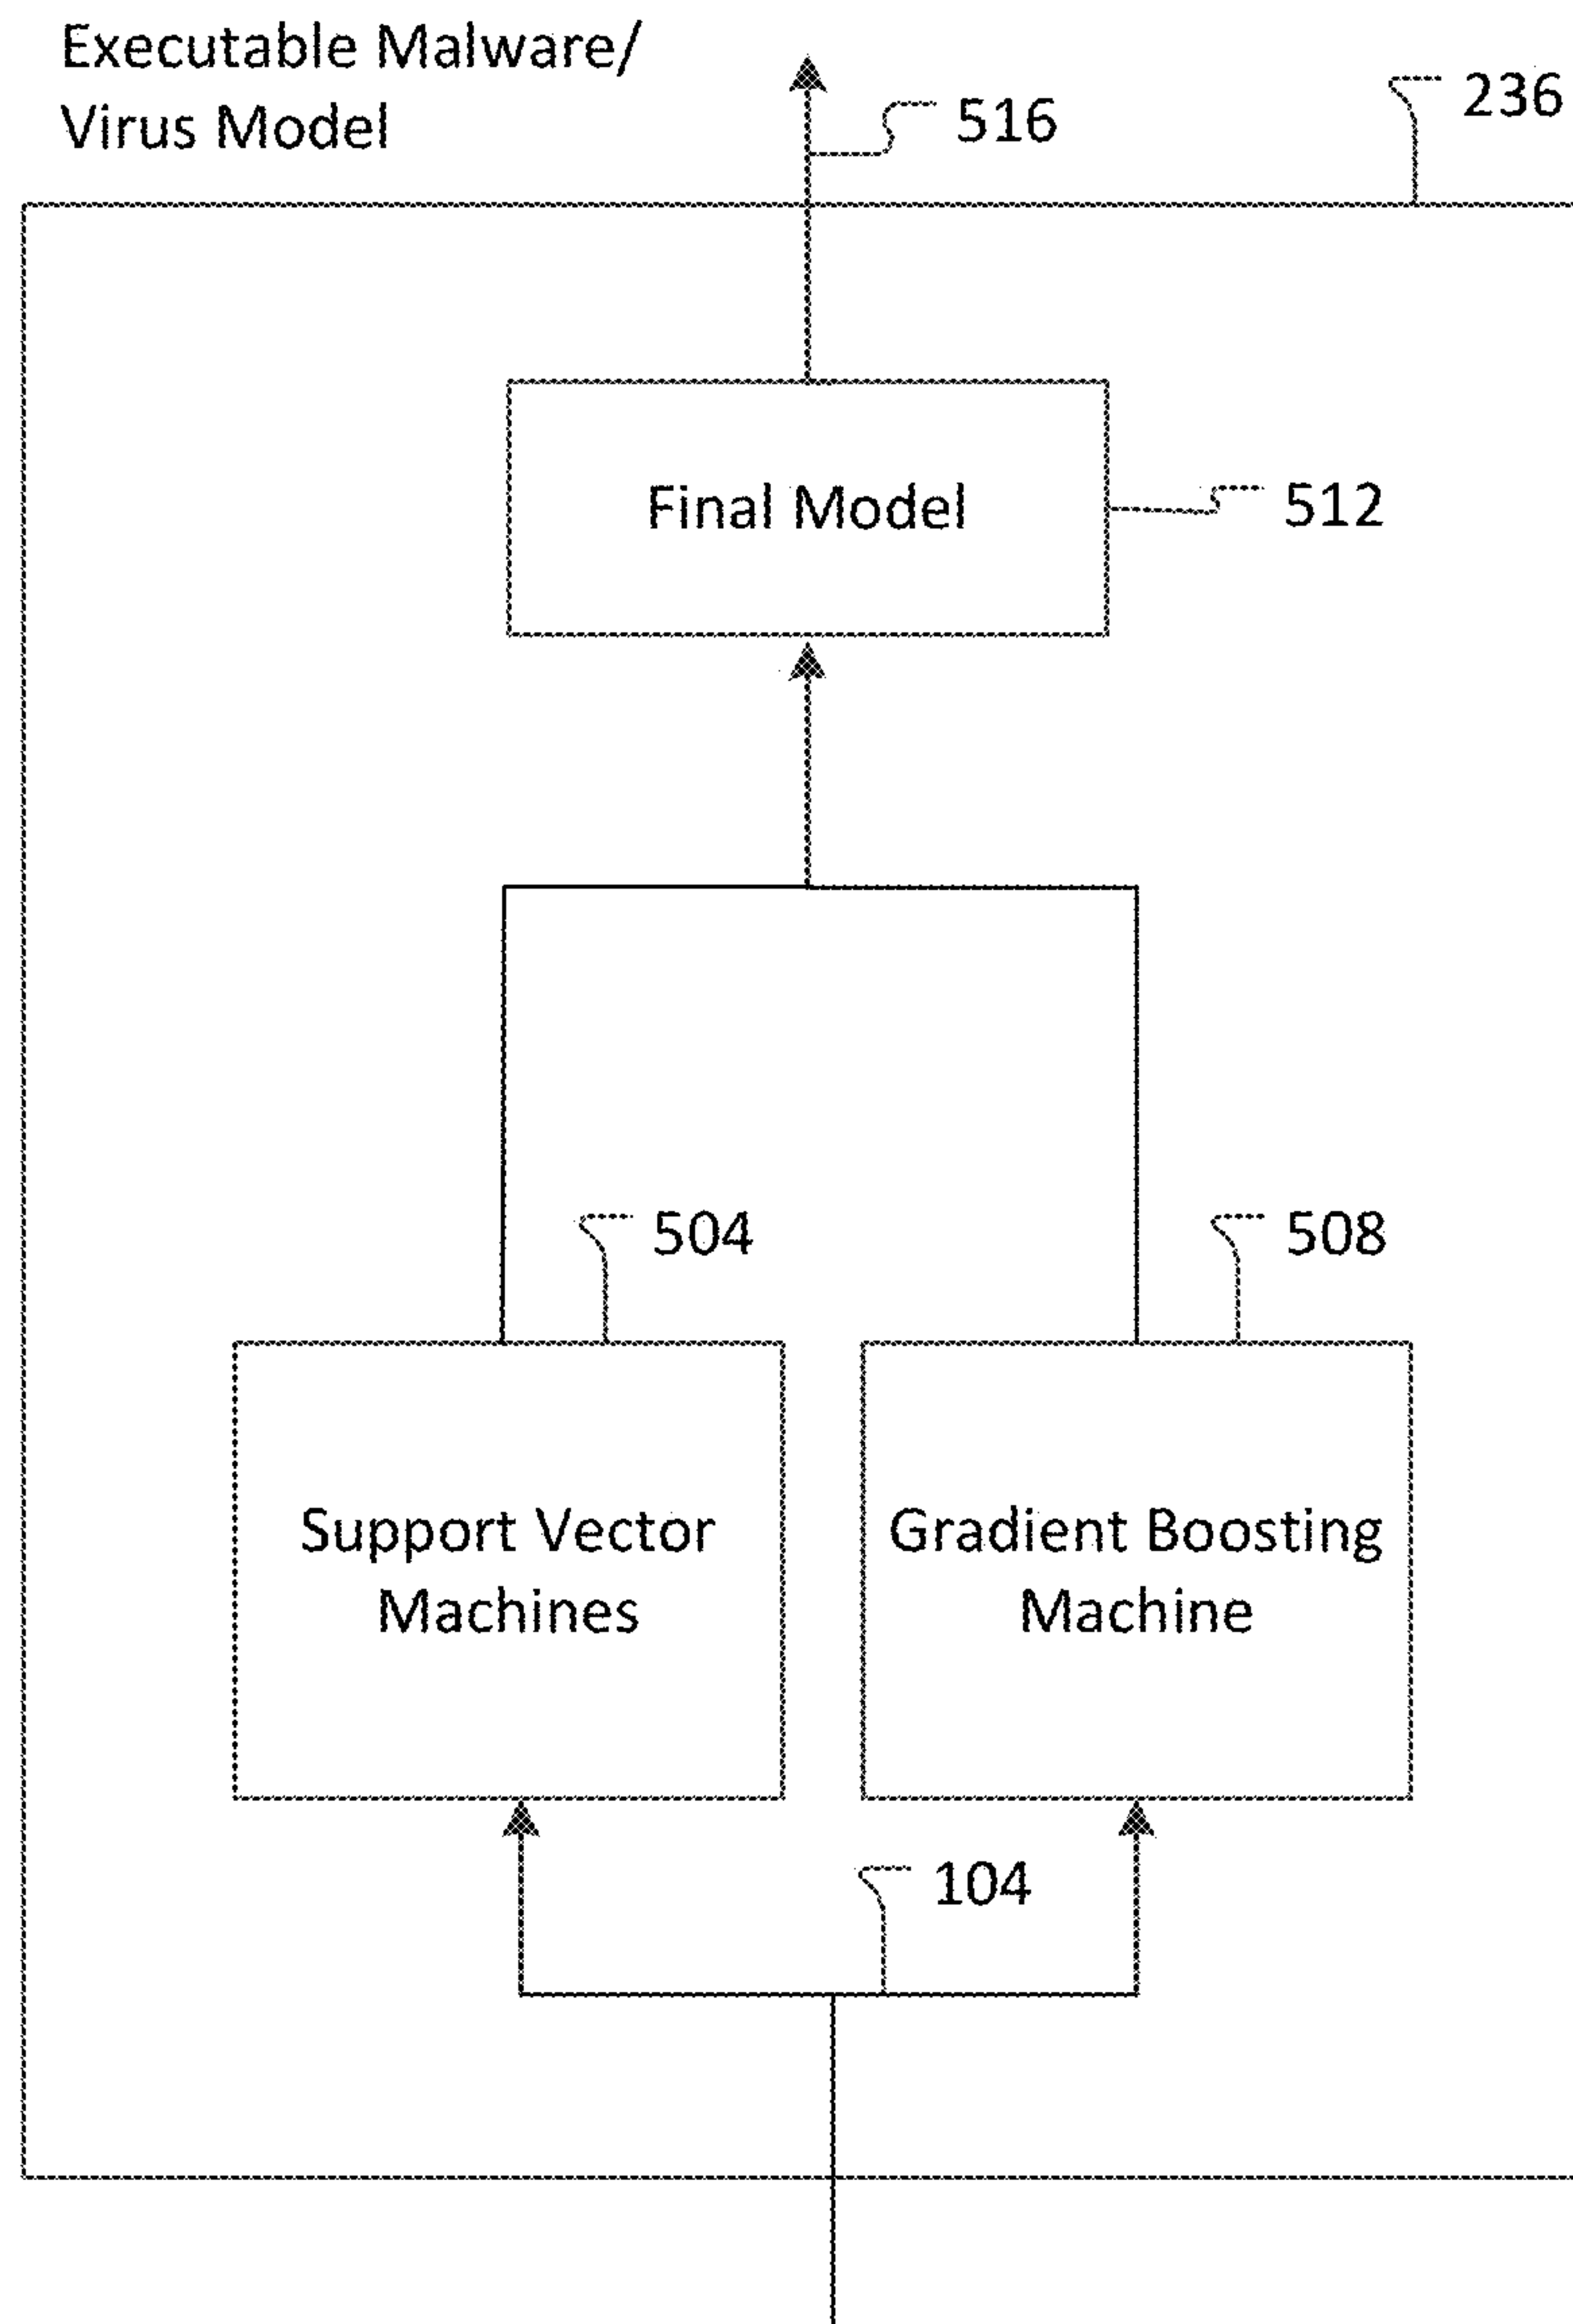 Executable Malware/
Virus Model
516
236
Final Model
512
504
508
Support Vector
Machines
Gradient Boosting
Machine
104